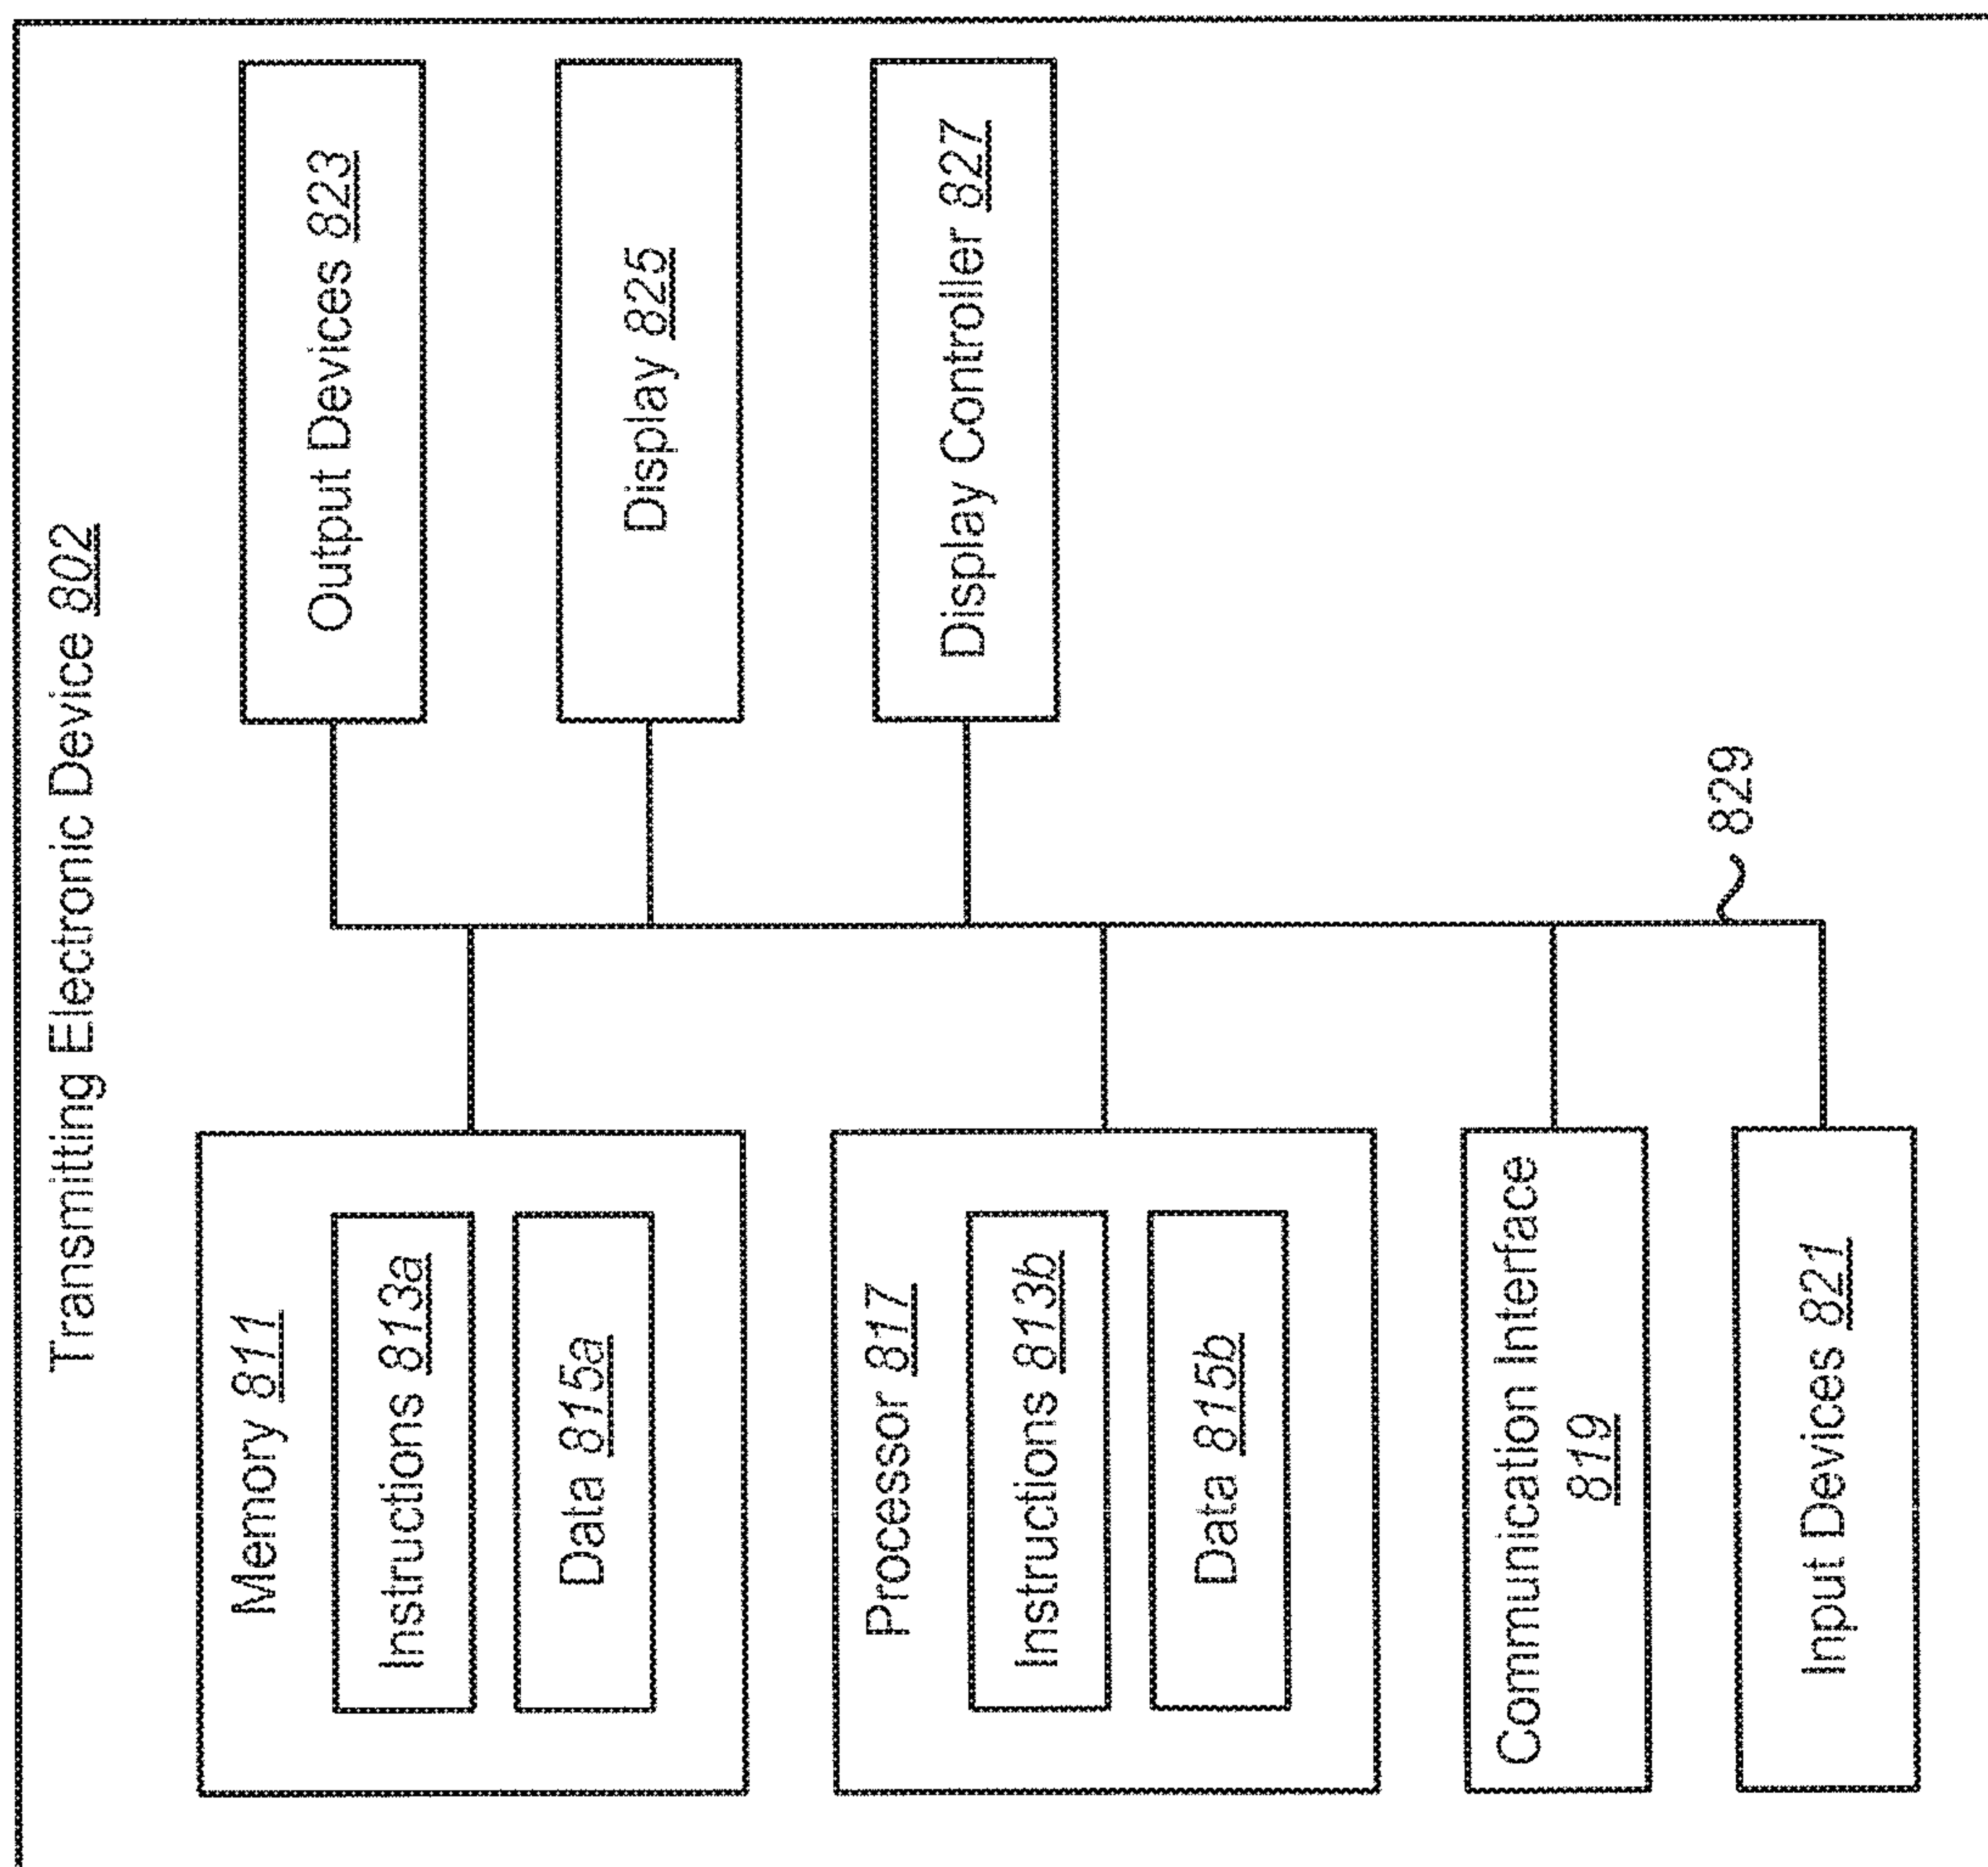 Transmitting Electronic Device 802
Memory 811
Instructions 813a
Data 815a
Processor 817
Instructions 813b
Data 815b
Communication Interface
819
Input Devices 821
Output Devices 823
Display 825
Display Controller 827
829